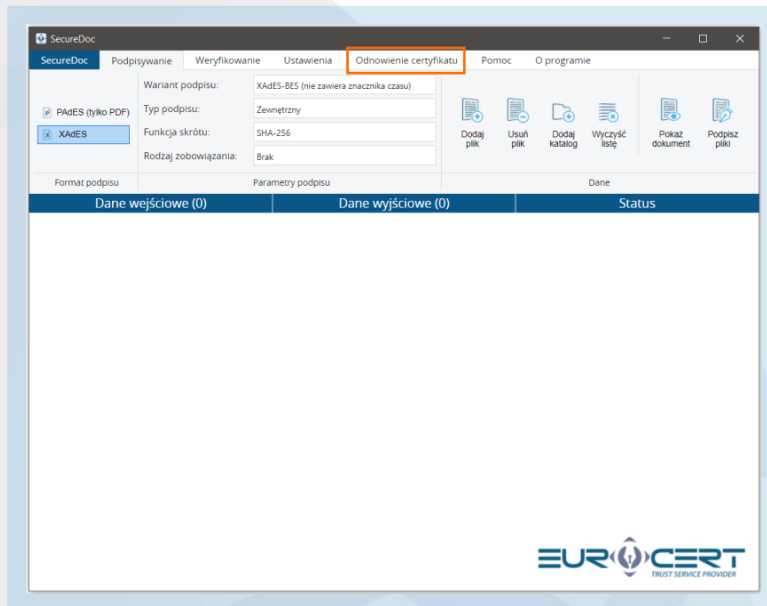 SecureDoc
SecureDoc Podpisywanie Weryfikowanie Ustawienia Odnowienie certyfikatu Pomoc O programie
Wariant podpisu: XAdES-BES (nie zawiera znacznika czasu)
PAdES (tylko PDF) Typ podpisu: Zewnętrzny
XAdES Funkcja skrótu: SHA-256
Rodzaj zobowiązania: Brak
Dodaj plik Usuń plik Dodaj katalog Wyczyść listę Pokaż dokument Podpisz pliki
Format podpisu Parametry podpisu Dane
Dane wejściowe (0) Dane wyjściowe (0) Status
EUROCERT
TRUST SERVICE PROVIDER